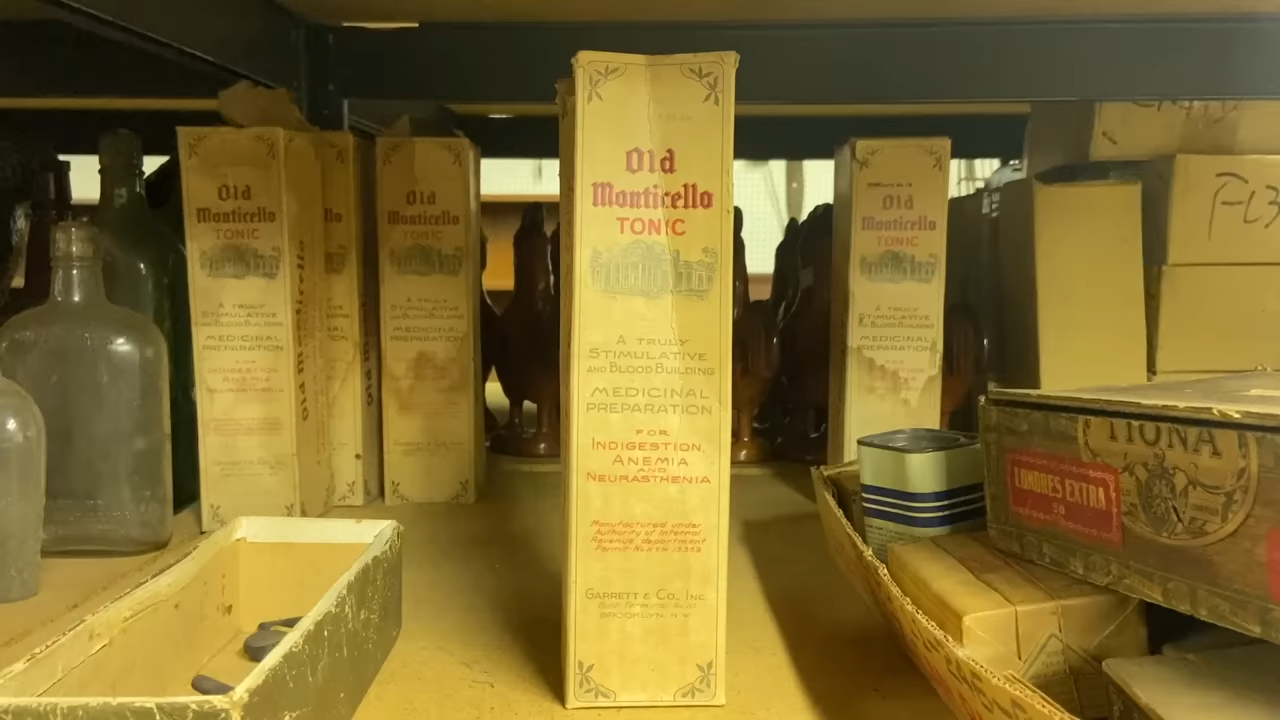 Old
Monticello
TONIC
A TRULY
STIMULATIVE
AND BLOOD BUILDING
MEDICINAL
PREPARATION
FOR
INDIGESTION,
ANEMIA
AND
NEURASTHENIA
Manufactured under
Authority of Internal
Revenue department
GARRETT & CO., INC.
BROOKLYN, N.Y.
Old
Monticello
TONIC
A TRULY
STIMULATIVE
AND BLOOD BUILDING
MEDICINAL
PREPARATION
FOR
INDIGESTION
ANEMIA
AND
NEURASTHENIA
Old Monticello
Old
Monticello
TONIC
A TRULY
STIMULATIVE
AND BLOOD BUILDING
MEDICINAL
PREPARATION
Old
Monticello
TONIC
A TRULY
STIMULATIVE
AND BLOOD BUILDING
MEDICINAL
PREPARATION
LONDRES EXTRA
50